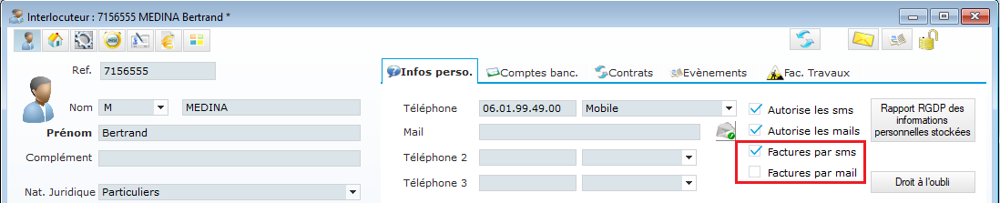 Interlocuteur : 7156555 MEDINA Bertrand *
Ref. 7156555
Nom M MEDINA
Prénom Bertrand
Complément
Nat. Juridique Particuliers
Infos perso. Comptes banc. Contrats Evènements Fac. Travaux
Téléphone 06.01.99.49.00 Mobile
Mail
Téléphone 2
Téléphone 3
Autorise les sms
Autorise les mails
Factures par sms
Factures par mail
Rapport RGDP des
infomations
personnelles stockées
Droit à l'oubli